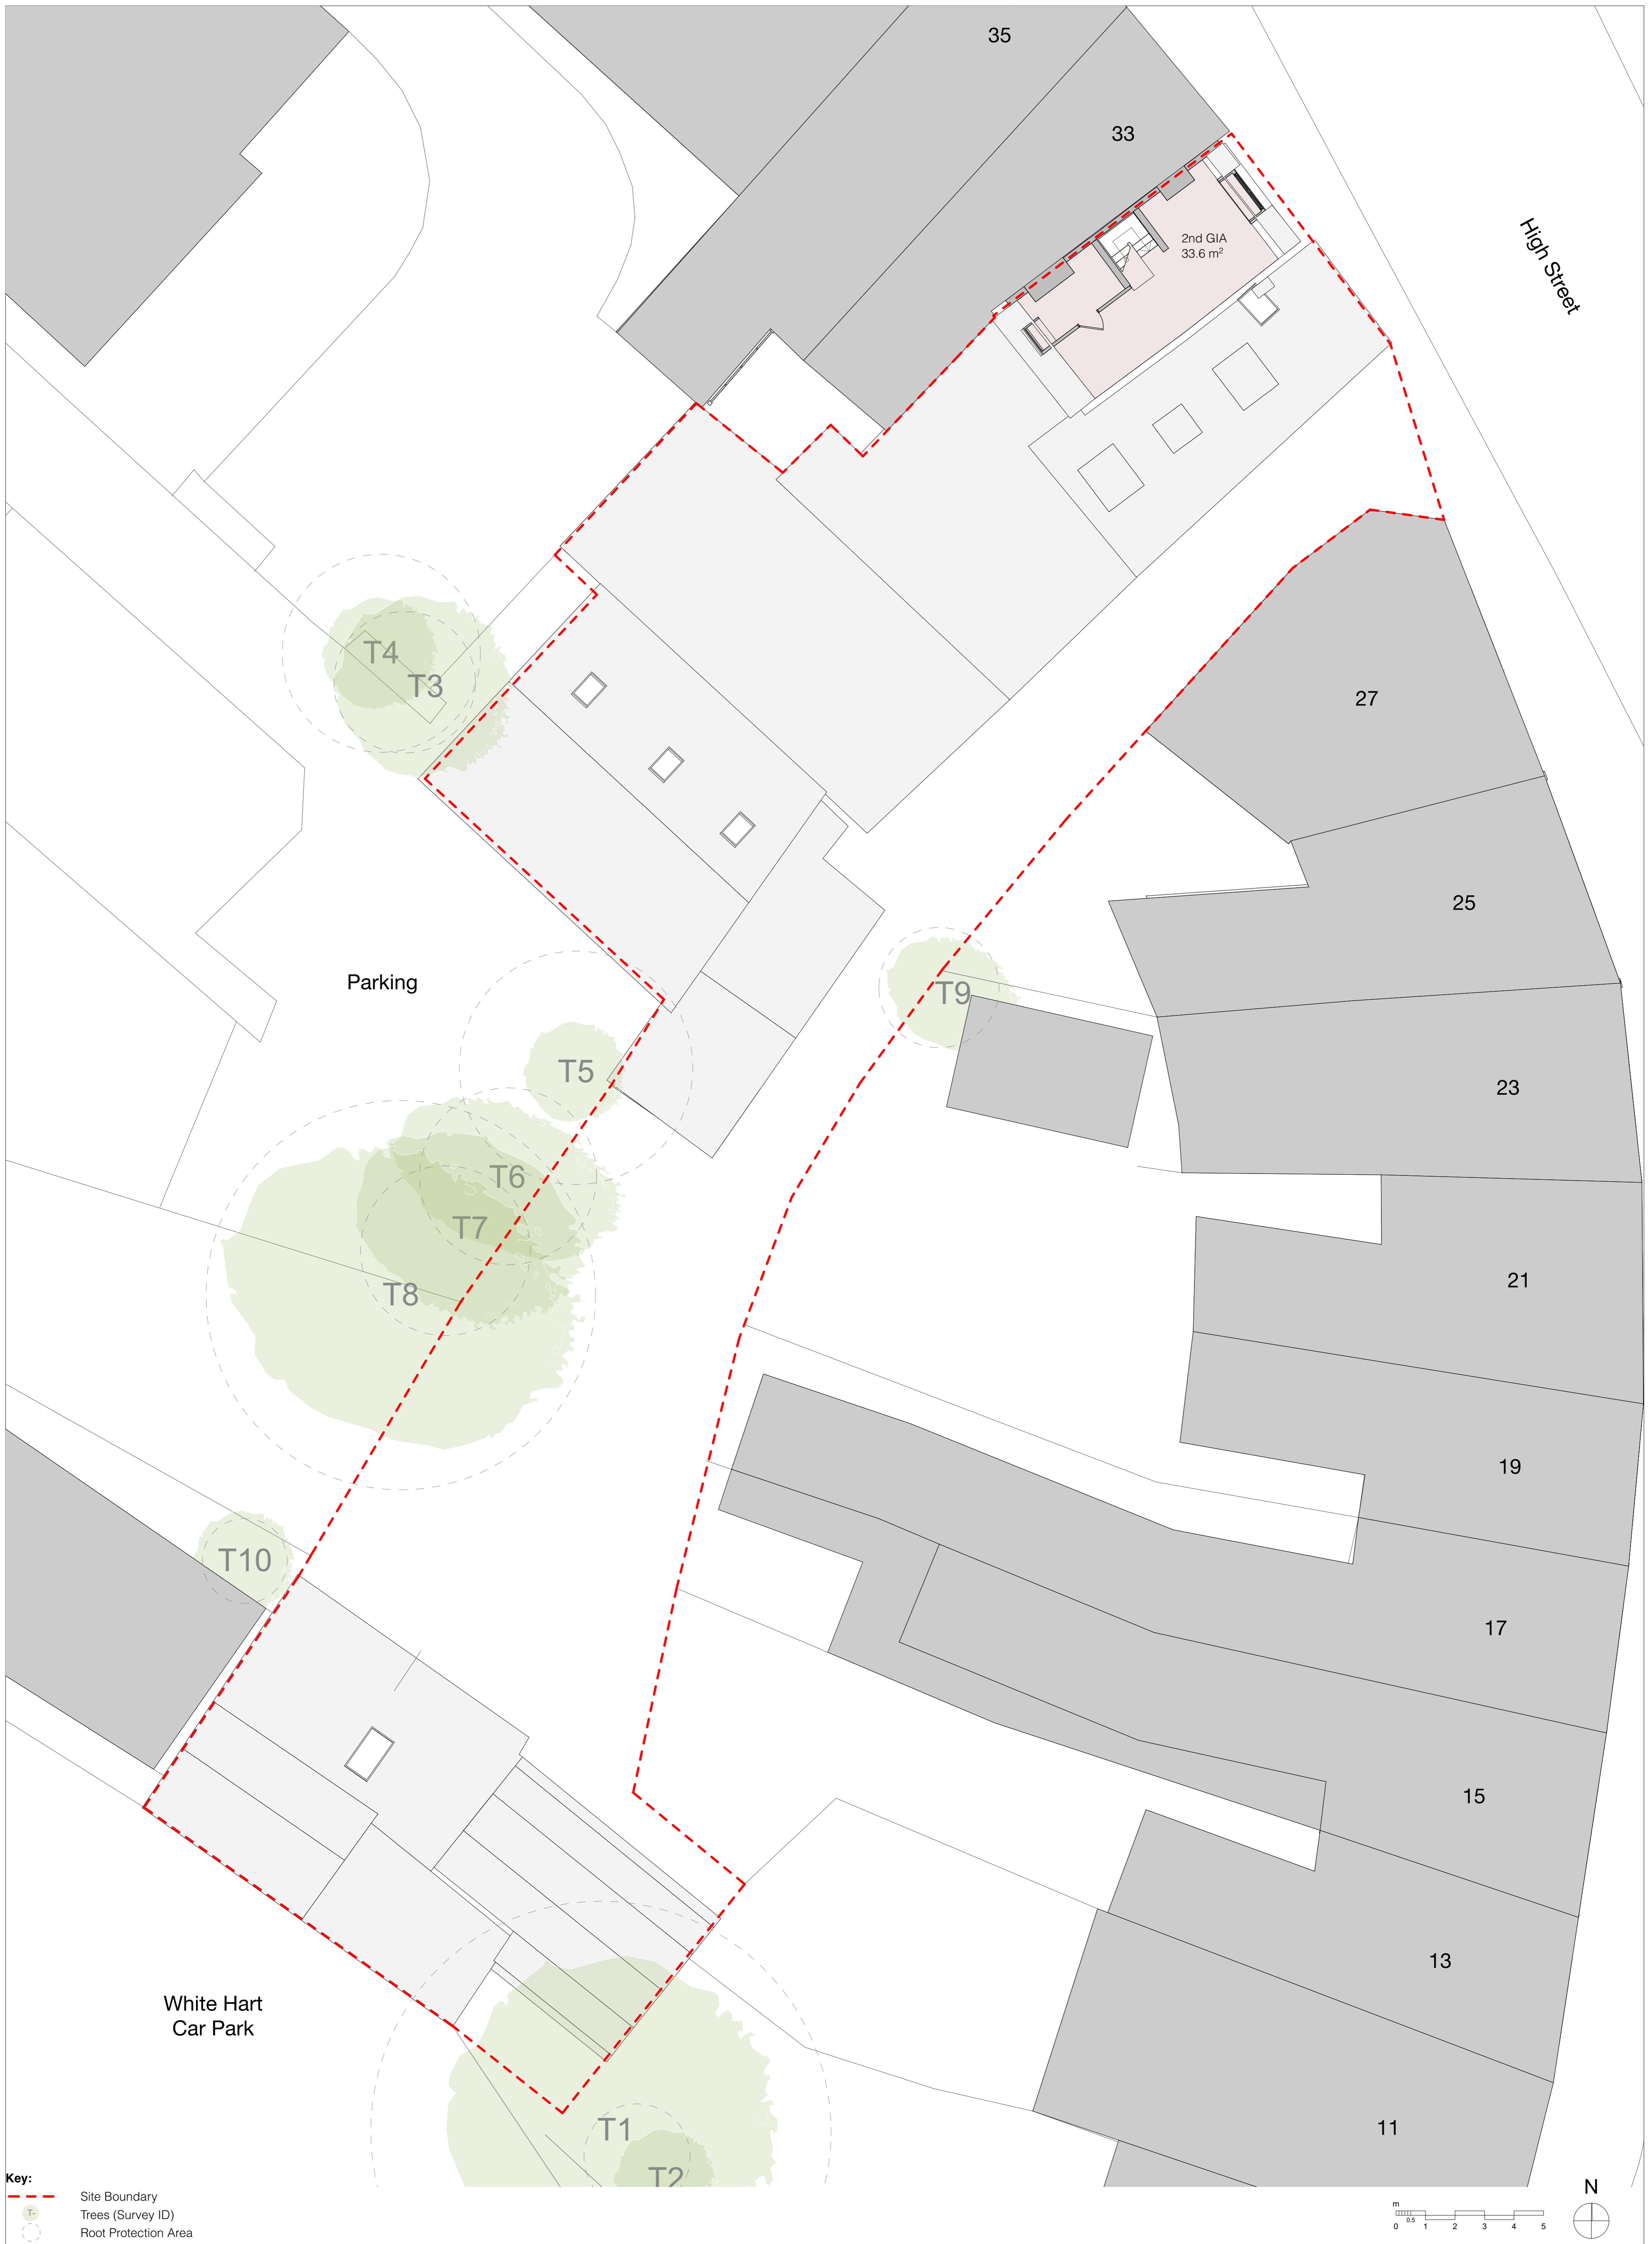 35
33
2nd GIA
33.6 m²
High Street
27
T4
T3
25
Parking
T9
T5
23
T6
T7
T8
21
19
T10
17
15
13
White Hart
Car Park
T1
11
T2
Key:
Site Boundary
T-
Trees (Survey ID)
Root Protection Area
N
m
0 0.5 1 2 3 4 5